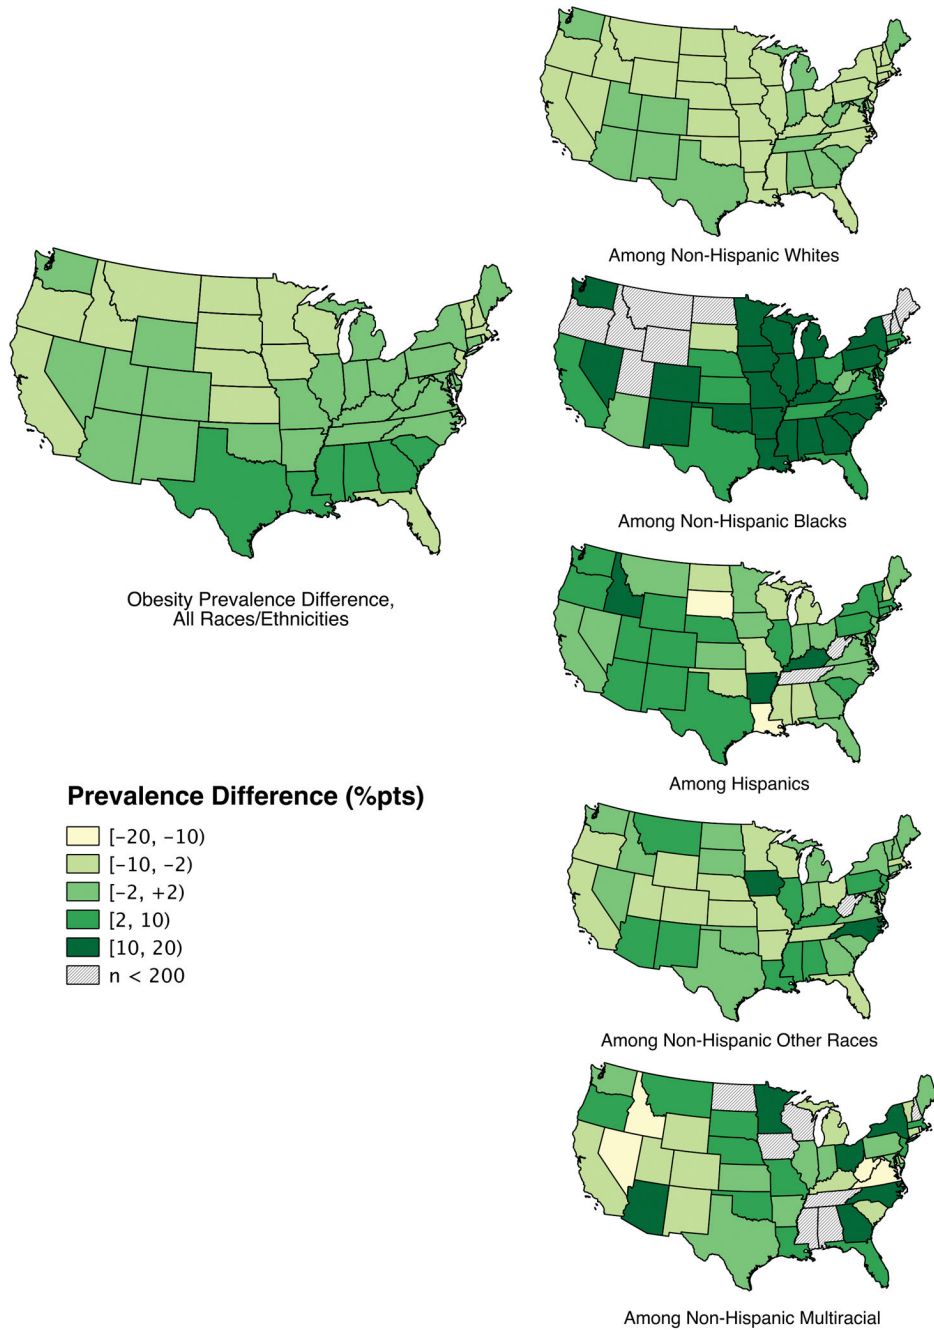 Among Non-Hispanic Whites
Among Non-Hispanic Blacks
Obesity Prevalence Difference,
All Races/Ethnicities
Among Hispanics
Prevalence Difference (%pts)
[−20, −10)
[−10, −2)
[−2, +2)
[2, 10)
[10, 20)
n < 200
Among Non-Hispanic Other Races
Among Non-Hispanic Multiracial